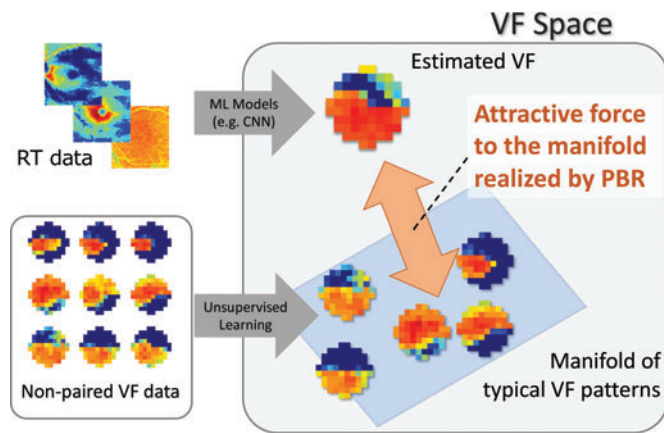 VF Space
Estimated VF
ML Models
(e.g. CNN)
RT data
Attractive force
to the manifold
realized by PBR
Unsupervised
Learning
Non-paired VF data
Manifold of
typical VF patterns